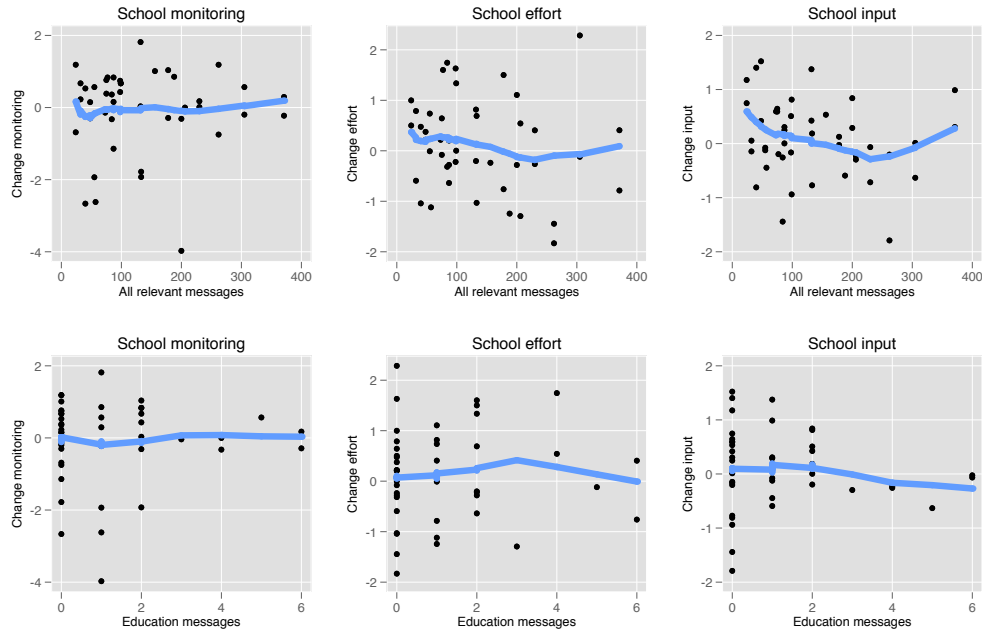 School monitoring
School effort
School input
Change monitoring
2
0
-2
-4
0 100 200 300 400
All relevant messages
Change effort
2
1
0
-1
-2
0 100 200 300 400
All relevant messages
Change input
2
1
0
-1
-2
0 100 200 300 400
All relevant messages
School monitoring
School effort
School input
Change monitoring
2
0
-2
-4
0 2 4 6
Education messages
Change effort
2
1
0
-1
-2
0 2 4 6
Education messages
Change input
2
1
0
-1
-2
0 2 4 6
Education messages